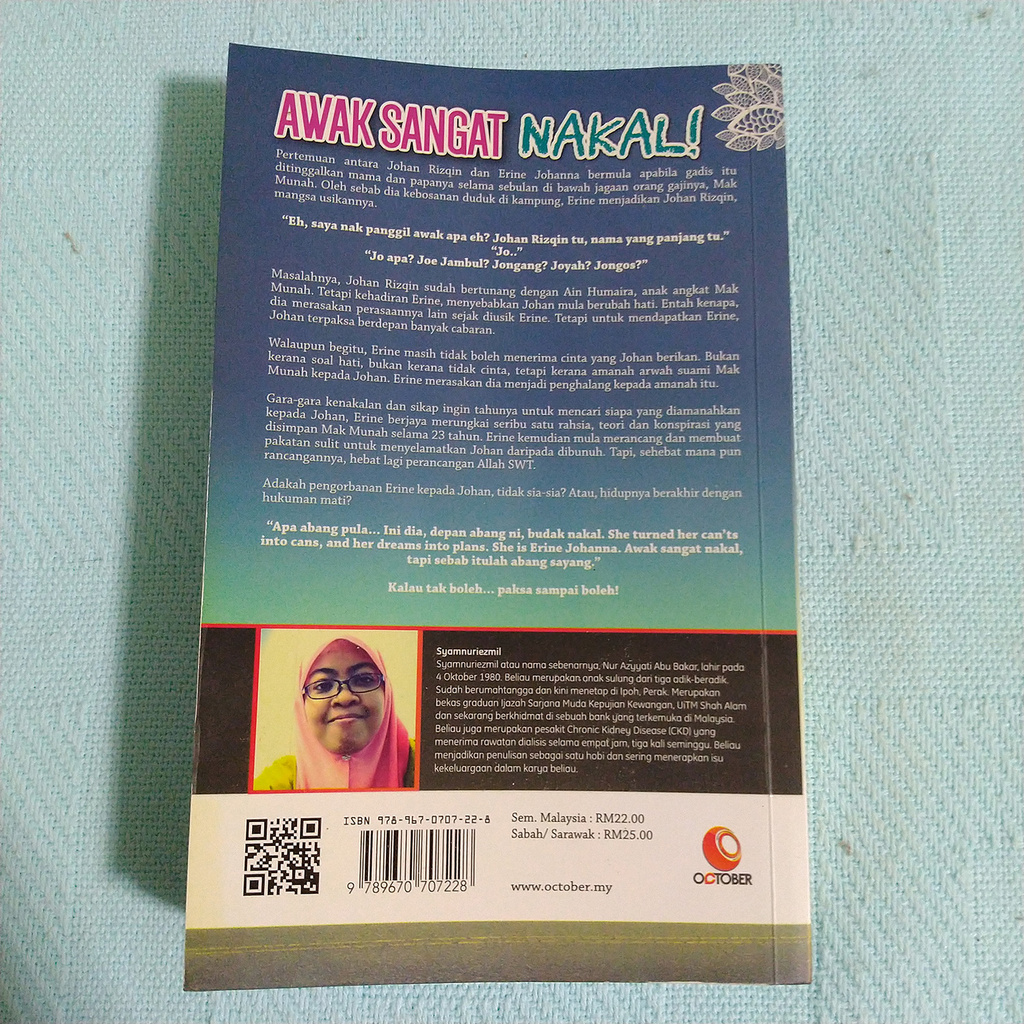 AWAK SANGAT NAKAL!
Pertemuan antara Johan Rizqin dan Erine Johanna bermula apabila gadis itu
ditinggalkan mama dan papanya selama sebulan di bawah jagaan orang gajinya, Mak
Munah. Oleh sebab dia kebosanan duduk di kampung, Erine menjadikan Johan Rizqin,
mangsa usikannya.
“Eh, saya nak panggil awak apa eh? Johan Rizqin tu, nama yang panjang tu.”
“Jo..”
“Jo apa? Joe Jambul? Jongang? Joyah? Jongos?”
Masalahnya, Johan Rizqin sudah bertunang dengan Ain Humaira, anak angkat Mak
Munah. Tetapi kehadiran Erine, menyebabkan Johan mula berubah hati. Entah kenapa,
dia merasakan perasaannya lain sejak diusik Erine. Tetapi untuk mendapatkan Erine,
Johan terpaksa berdepan banyak cabaran.
Walaupun begitu, Erine masih tidak boleh menerima cinta yang Johan berikan. Bukan
kerana soal hati, bukan kerana tidak cinta, tetapi kerana amanah arwah suami Mak
Munah kepada Johan. Erine merasakan dia menjadi penghalang kepada amanah itu.
Gara-gara kenakalan dan sikap ingin tahunya untuk mencari siapa yang diamanahkan
kepada Johan, Erine berjaya merungkai seribu satu rahsia, teori dan konspirasi yang
disimpan Mak Munah selama 23 tahun. Erine kemudian mula merancang dan membuat
pakatan sulit untuk menyelamatkan Johan daripada dibunuh. Tapi, sehebat mana pun
rancangannya, hebat lagi perancangan Allah SWT.
Adakah pengorbanan Erine kepada Johan, tidak sia-sia? Atau, hidupnya berakhir dengan
hukuman mati?
“Apa abang pula... Ini dia, depan abang ni, budak nakal. She turned her can'ts
into cans, and her dreams into plans. She is Erine Johanna. Awak sangat nakal,
tapi sebab itulah abang sayang.”
Kalau tak boleh... paksa sampai boleh!
Syamnuriezmil
Syamnuriezmil atau nama sebenarnya, Nur Azyyati Abu Bakar, lahir pada
4 Oktober 1980. Beliau merupakan anak sulung dari tiga adik-beradik.
Sudah berumahtangga dan kini menetap di Ipoh, Perak. Merupakan
bekas graduan Ijazah Sarjana Muda Kepujian Kewangan, UiTM Shah Alam
dan sekarang berkhidmat di sebuah bank yang terkemuka di Malaysia.
Beliau juga merupakan pesakit Chronic Kidney Disease (CKD) yang
menerima rawatan dialisis selama empat jam, tiga kali seminggu. Beliau
menjadikan penulisan sebagai satu hobi dan sering menerapkan isu
kekeluargaan dalam karya beliau.
ISBN 978-967-0707-22-8
9 789670 707228
Sem. Malaysia : RM22.00
Sabah/ Sarawak : RM25.00
www.october.my
OCTOBER